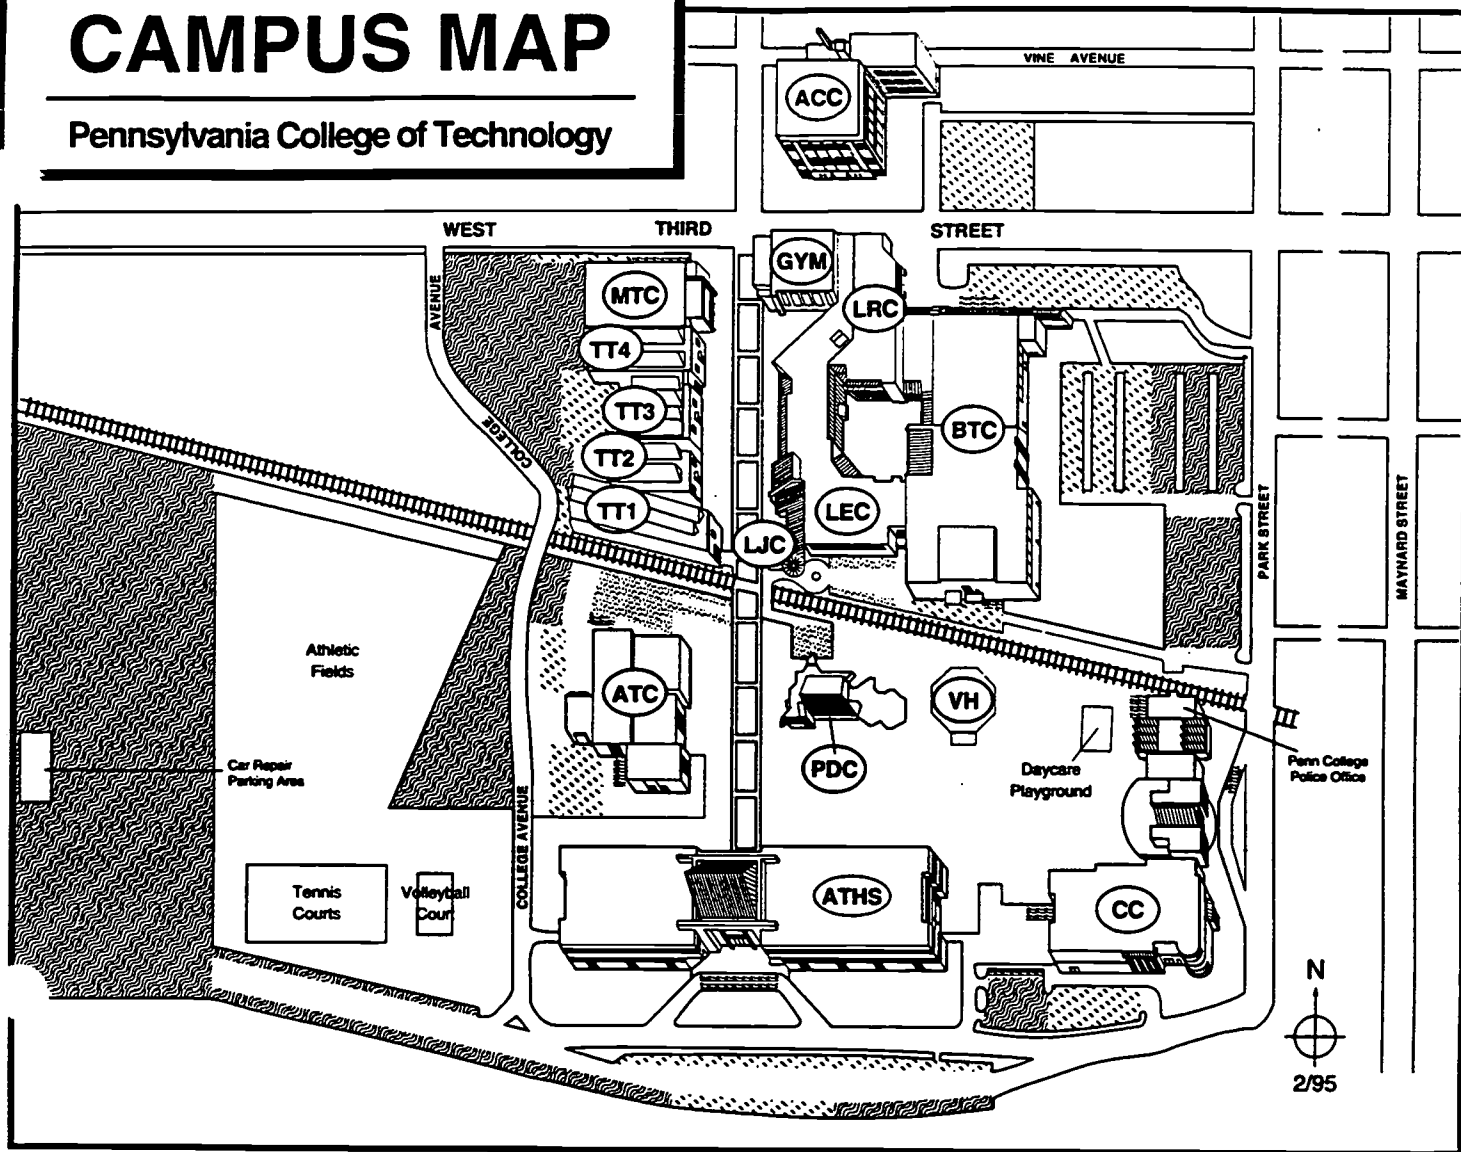 CAMPUS MAP
Pennsylvania College of Technology
VINE AVENUE
ACC
WEST THIRD STREET
GYM
MTC
AVENUE
LRC
TT4
TT3
COLLEGE
BTC
TT2
TT1
LEC
LJC
PARK STREET
MAYNARD STREET
Athletic
Fields
ATC
VH
PDC
Daycare
Playground
Penn College
Police Office
Car Repair
Parking Area
COLLEGE AVENUE
Tennis
Courts
Volleyball
Court
ATHS
CC
N
2/95